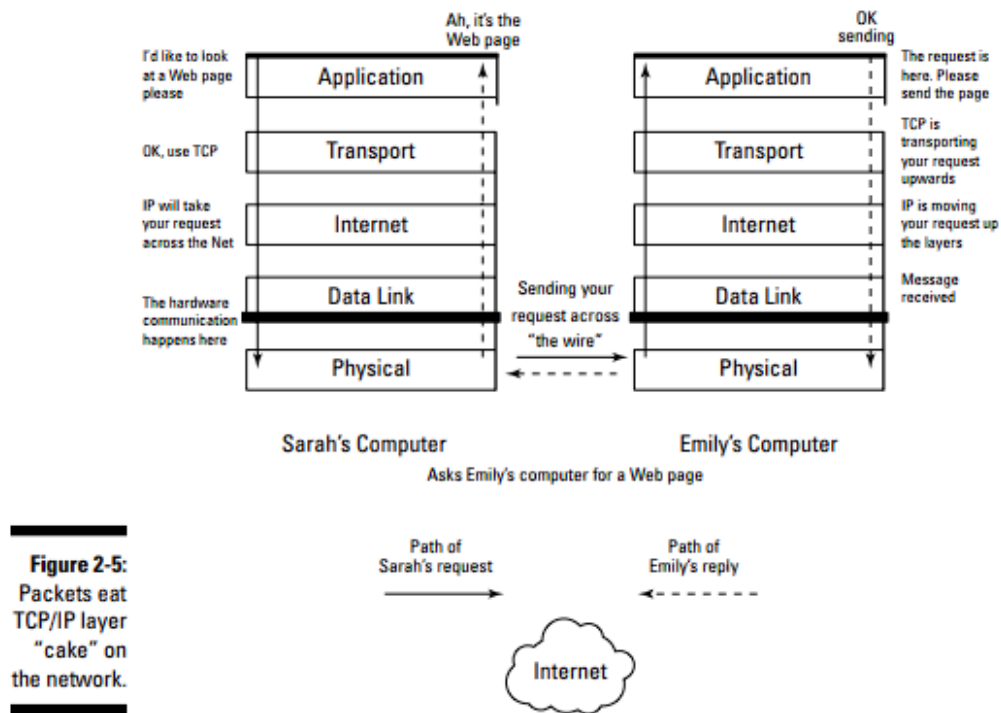 Ah, it's the
Web page
OK
sending
I'd like to look
at a Web page
please
Application
Application
The request is
here. Please
send the page
OK, use TCP
Transport
Transport
TCP is
transporting
your request
upwards
IP will take
your request
across the Net
Internet
Internet
IP is moving
your request up
the layers
The hardware
communication
happens here
Data Link
Sending your
request across
"the wire"
Data Link
Message
received
Physical
Physical
Sarah's Computer
Emily's Computer
Asks Emily's computer for a Web page
Path of
Sarah's request
Path of
Emily's reply
Internet
Figure 2-5:
Packets eat
TCP/IP layer
"cake" on
the network.